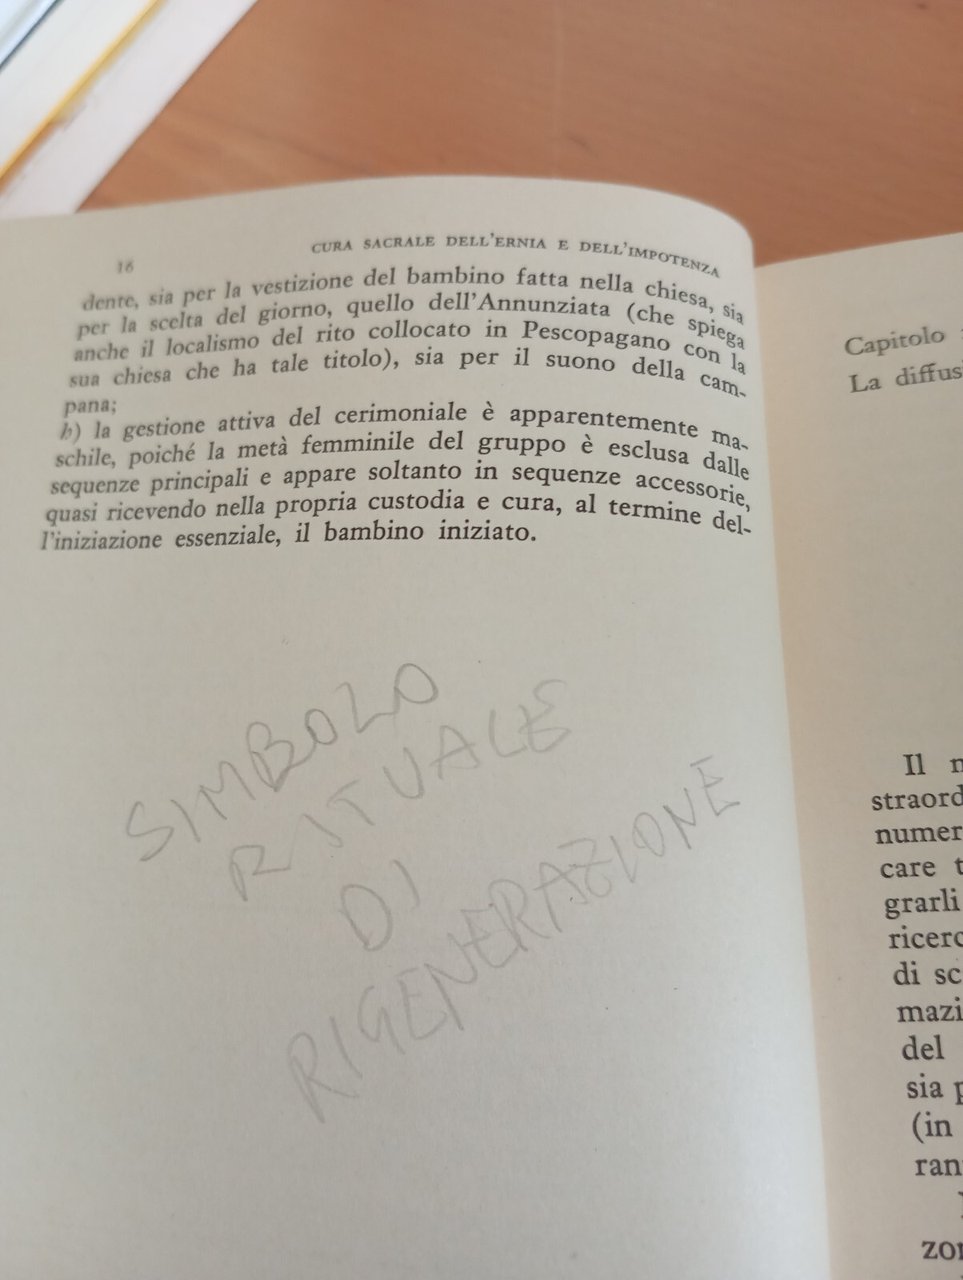 16
CURA SACRALE DELL'ERNIA E DELL'IMPOTENZA
dente, sia per la vestizione del bambino fatta nella chiesa, sia
per la scelta del giorno, quello dell'Annunziata (che spiega
anche il localismo del rito collocato in Pescopagano con la
sua chiesa che ha tale titolo), sia per il suono della cam-
pana;
b) la gestione attiva del cerimoniale è apparentemente ma-
schile, poiché la metà femminile del gruppo è esclusa dalle
sequenze principali e appare soltanto in sequenze accessorie,
quasi ricevendo nella propria custodia e cura, al termine del-
l'iniziazione essenziale, il bambino iniziato.
SIMBOLO
RITUALE
DI
RIGENERAZIONE
Capitolo
La diffus
Il
straord
numer
care t
grarli
ricerc
di sc
mazi
del
sia p
(in
ran
zor